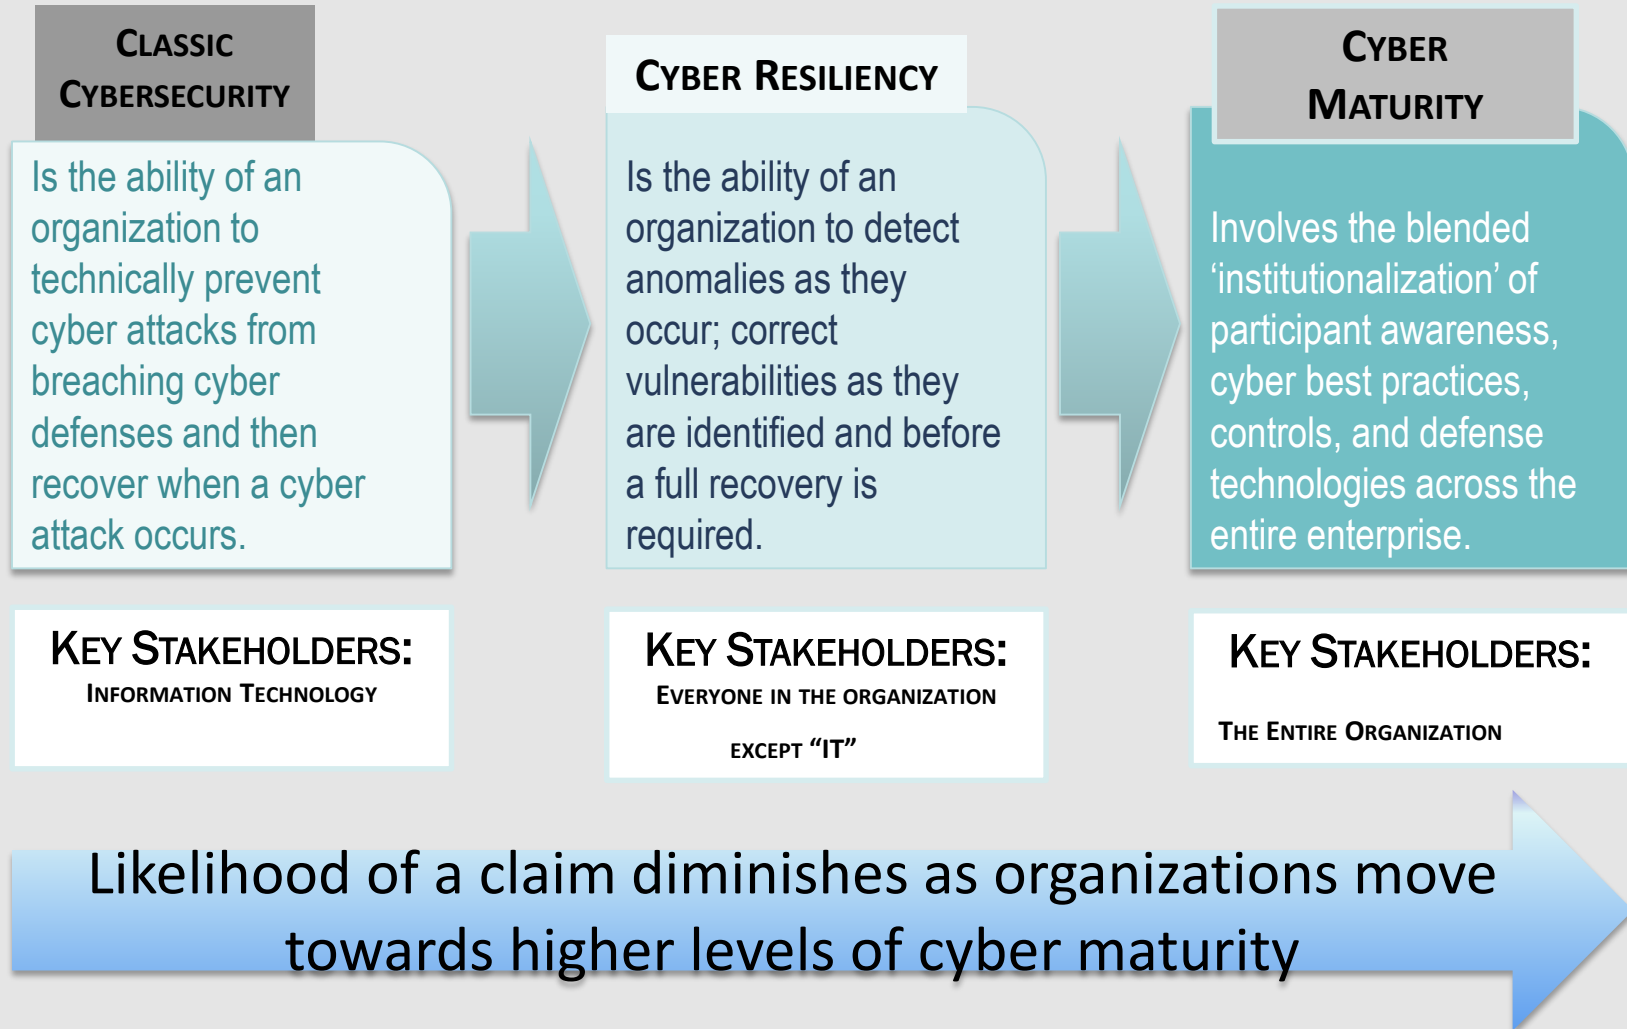 CLASSIC
CYBERSECURITY
Is the ability of an
organization to
technically prevent
cyber attacks from
breaching cyber
defenses and then
recover when a cyber
attack occurs.
KEY STAKEHOLDERS:
INFORMATION TECHNOLOGY
CYBER RESILIENCY
Is the ability of an
organization to detect
anomalies as they
occur; correct
vulnerabilities as they
are identified and before
a full recovery is
required.
KEY STAKEHOLDERS:
EVERYONE IN THE ORGANIZATION
EXCEPT “IT”
CYBER
MATURITY
Involves the blended
‘institutionalization’ of
participant awareness,
cyber best practices,
controls, and defense
technologies across the
entire enterprise.
KEY STAKEHOLDERS:
THE ENTIRE ORGANIZATION
Likelihood of a claim diminishes as organizations move
towards higher levels of cyber maturity